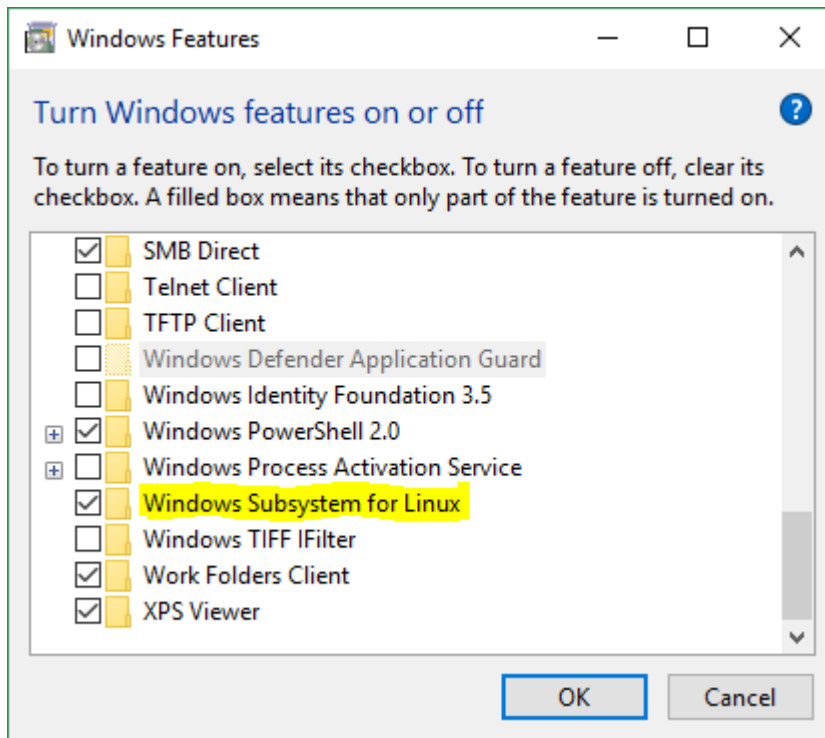 Windows Features
Turn Windows features on or off
?
To turn a feature on, select its checkbox. To turn a feature off, clear its
checkbox. A filled box means that only part of the feature is turned on.
SMB Direct
Telnet Client
TFTP Client
Windows Defender Application Guard
Windows Identity Foundation 3.5
Windows PowerShell 2.0
Windows Process Activation Service
Windows Subsystem for Linux
Windows TIFF IFilter
Work Folders Client
XPS Viewer
OK Cancel